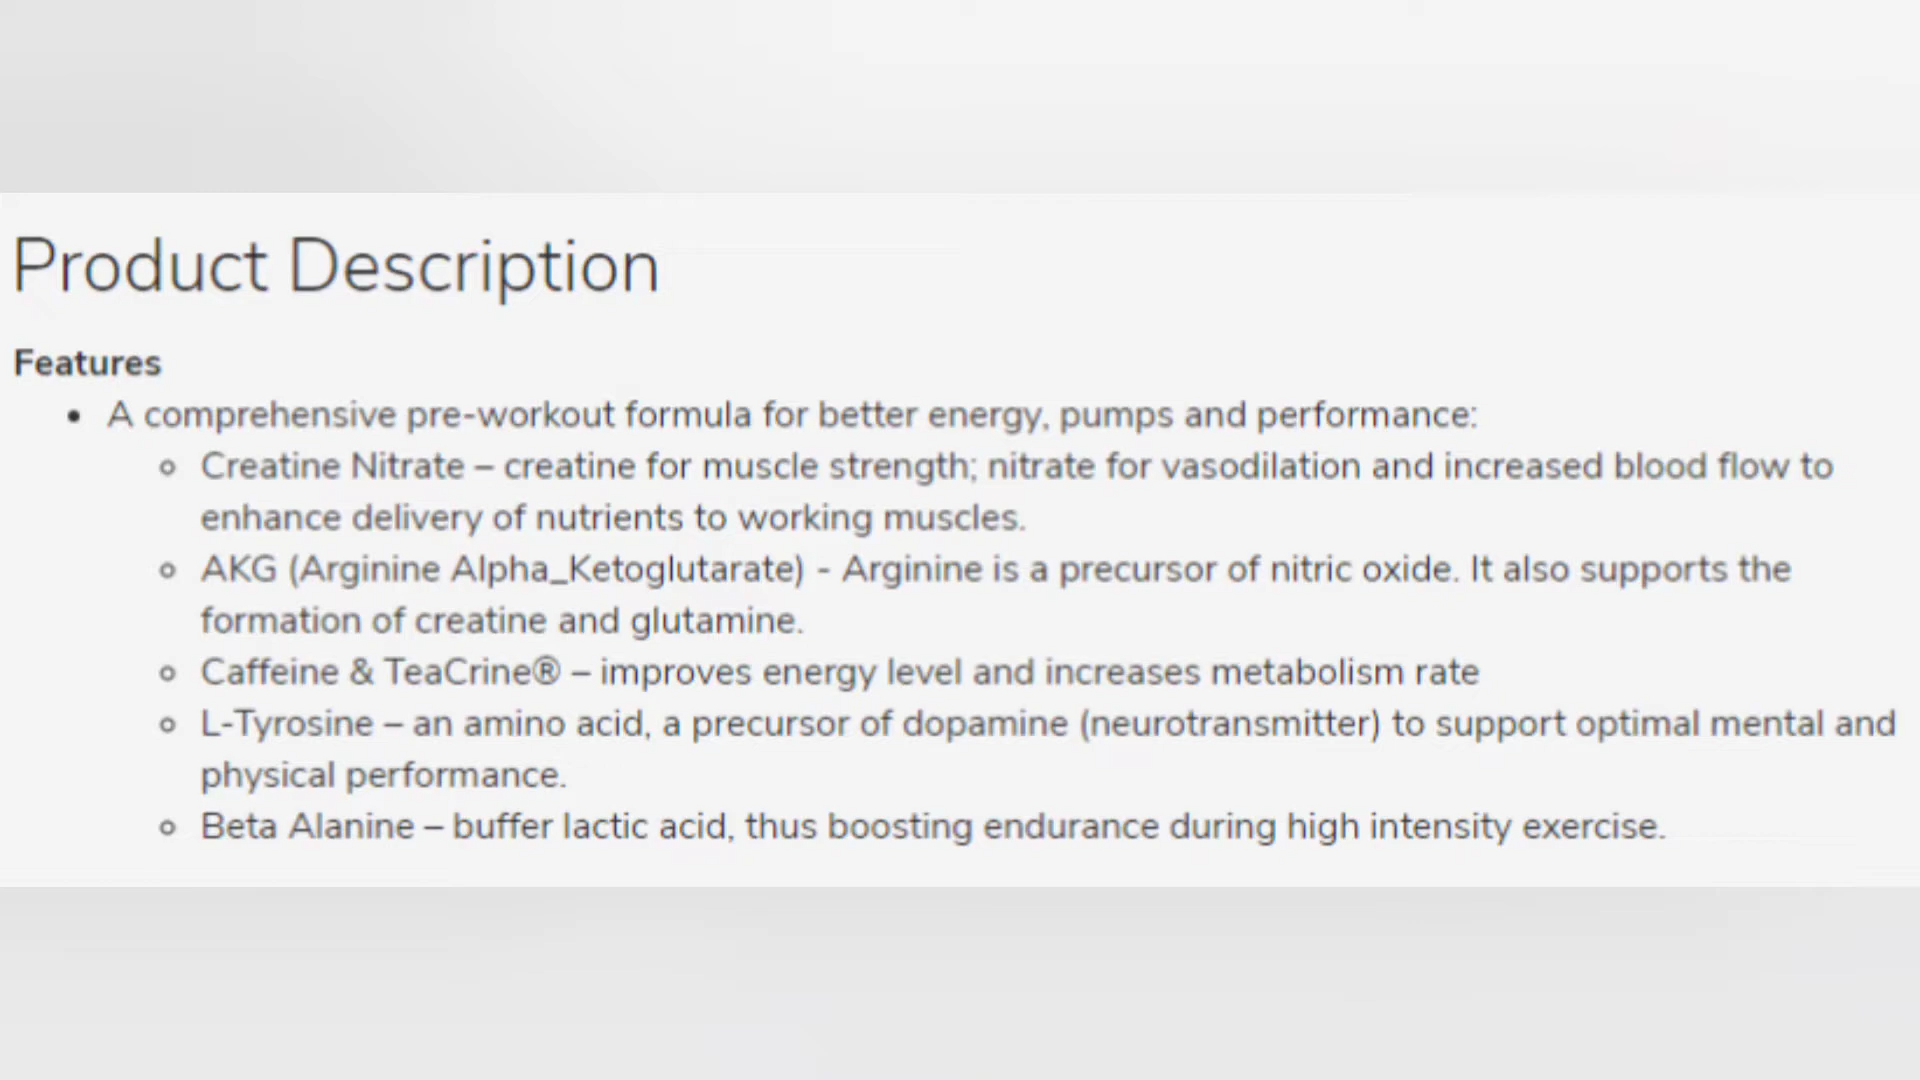 Product Description
Features
• A comprehensive pre-workout formula for better energy, pumps and performance:
◦ Creatine Nitrate – creatine for muscle strength; nitrate for vasodilation and increased blood flow to
enhance delivery of nutrients to working muscles.
◦ AKG (Arginine Alpha_Ketoglutarate) - Arginine is a precursor of nitric oxide. It also supports the
formation of creatine and glutamine.
◦ Caffeine & TeaCrine® – improves energy level and increases metabolism rate
◦ L-Tyrosine – an amino acid, a precursor of dopamine (neurotransmitter) to support optimal mental and
physical performance.
◦ Beta Alanine – buffer lactic acid, thus boosting endurance during high intensity exercise.